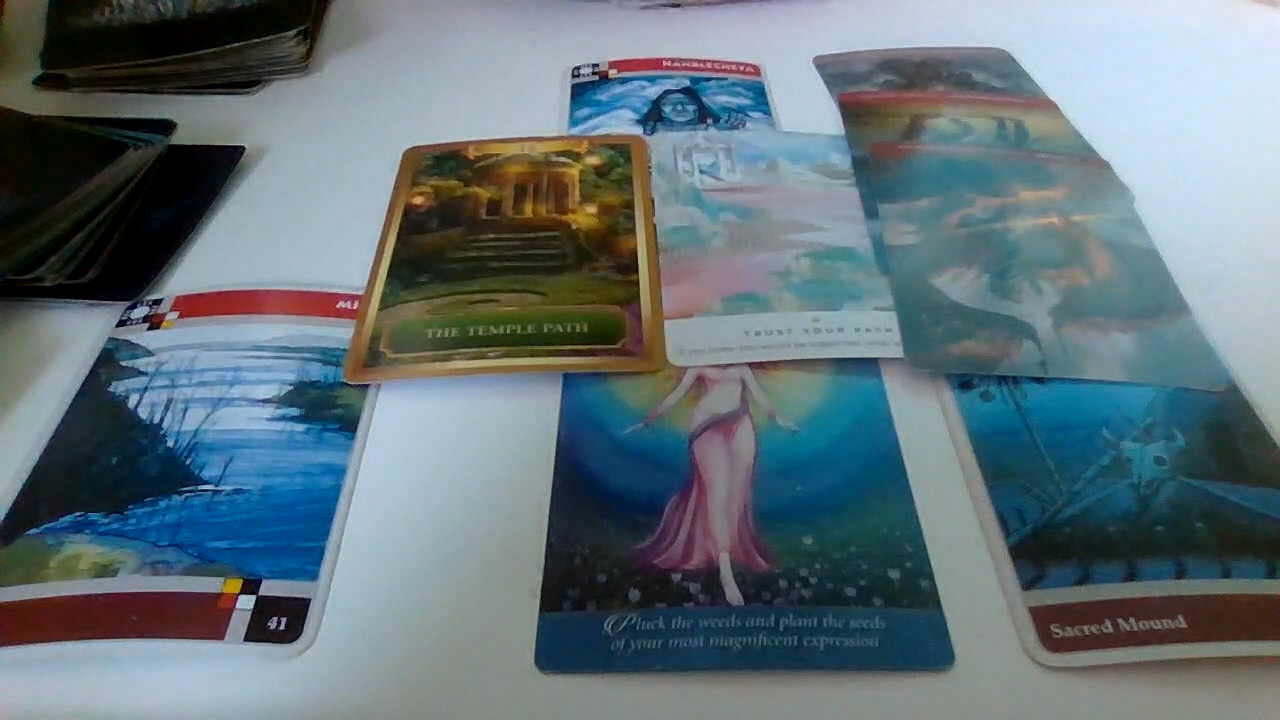 HANBLECHEYA
MI
THE TEMPLE PATH
TRUST YOUR PATH
Pluck the weeds and plant the seeds
of your most magnificent expression
41
Sacred Mound